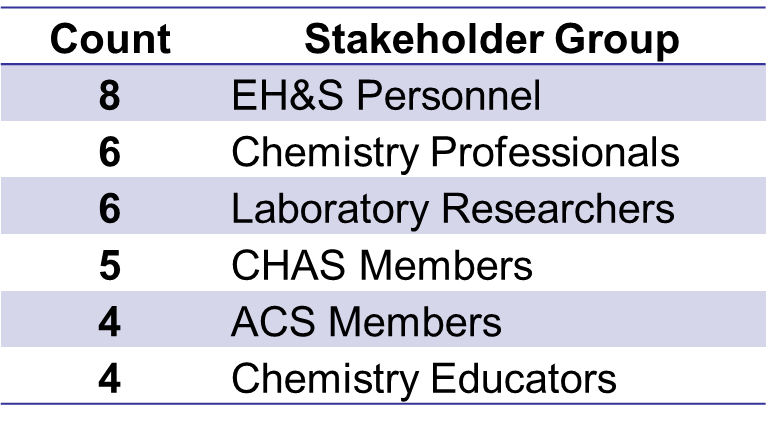 Count Stakeholder Group
8 EH&S Personnel
6 Chemistry Professionals
6 Laboratory Researchers
5 CHAS Members
4 ACS Members
4 Chemistry Educators